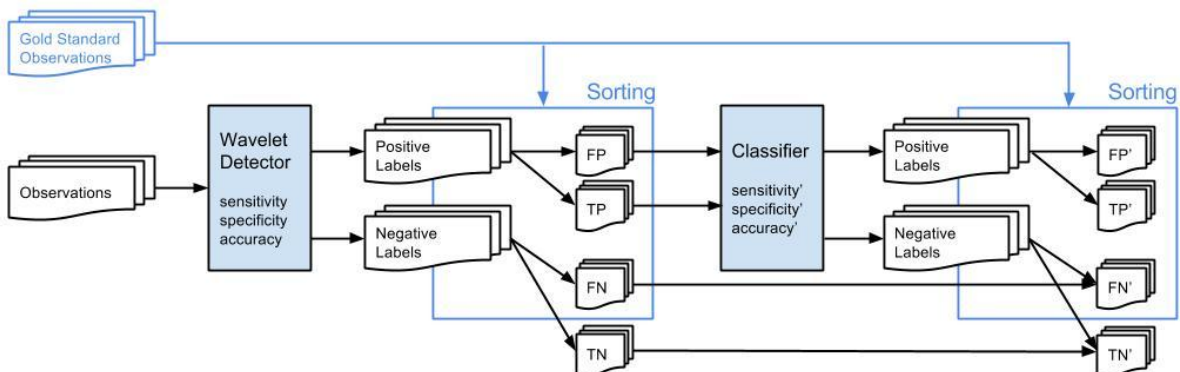 Gold Standard
Observations
Sorting
Sorting
Observations
Wavelet
Detector
sensitivity
specificity
accuracy
Positive
Labels
Negative
Labels
FP
TP
FN
TN
Classifier
sensitivity'
specificity'
accuracy'
Positive
Labels
Negative
Labels
FP'
TP'
FN'
TN'